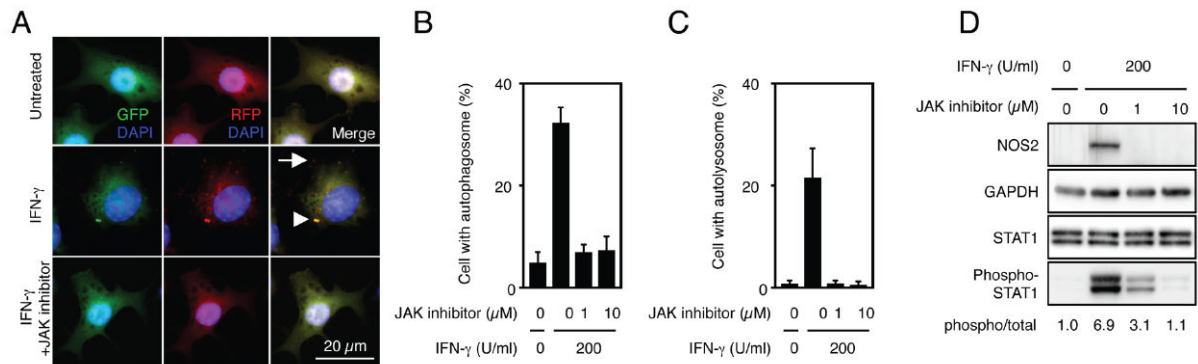 A
Untreated
GFP
DAPI
RFP
DAPI
Merge
IFN-γ
IFN-γ
+JAK inhibitor
20 µm
B
Cell with autophagosome (%)
40
20
0
JAK inhibitor (µM) 0 0 1 10
IFN-γ (U/ml) 0 200
C
Cell with autolysosome (%)
40
20
0
JAK inhibitor (µM) 0 0 1 10
IFN-γ (U/ml) 0 200
D
IFN-γ (U/ml) 0 200
JAK inhibitor (µM) 0 0 1 10
NOS2
GAPDH
STAT1
Phospho-
STAT1
phospho/total 1.0 6.9 3.1 1.1